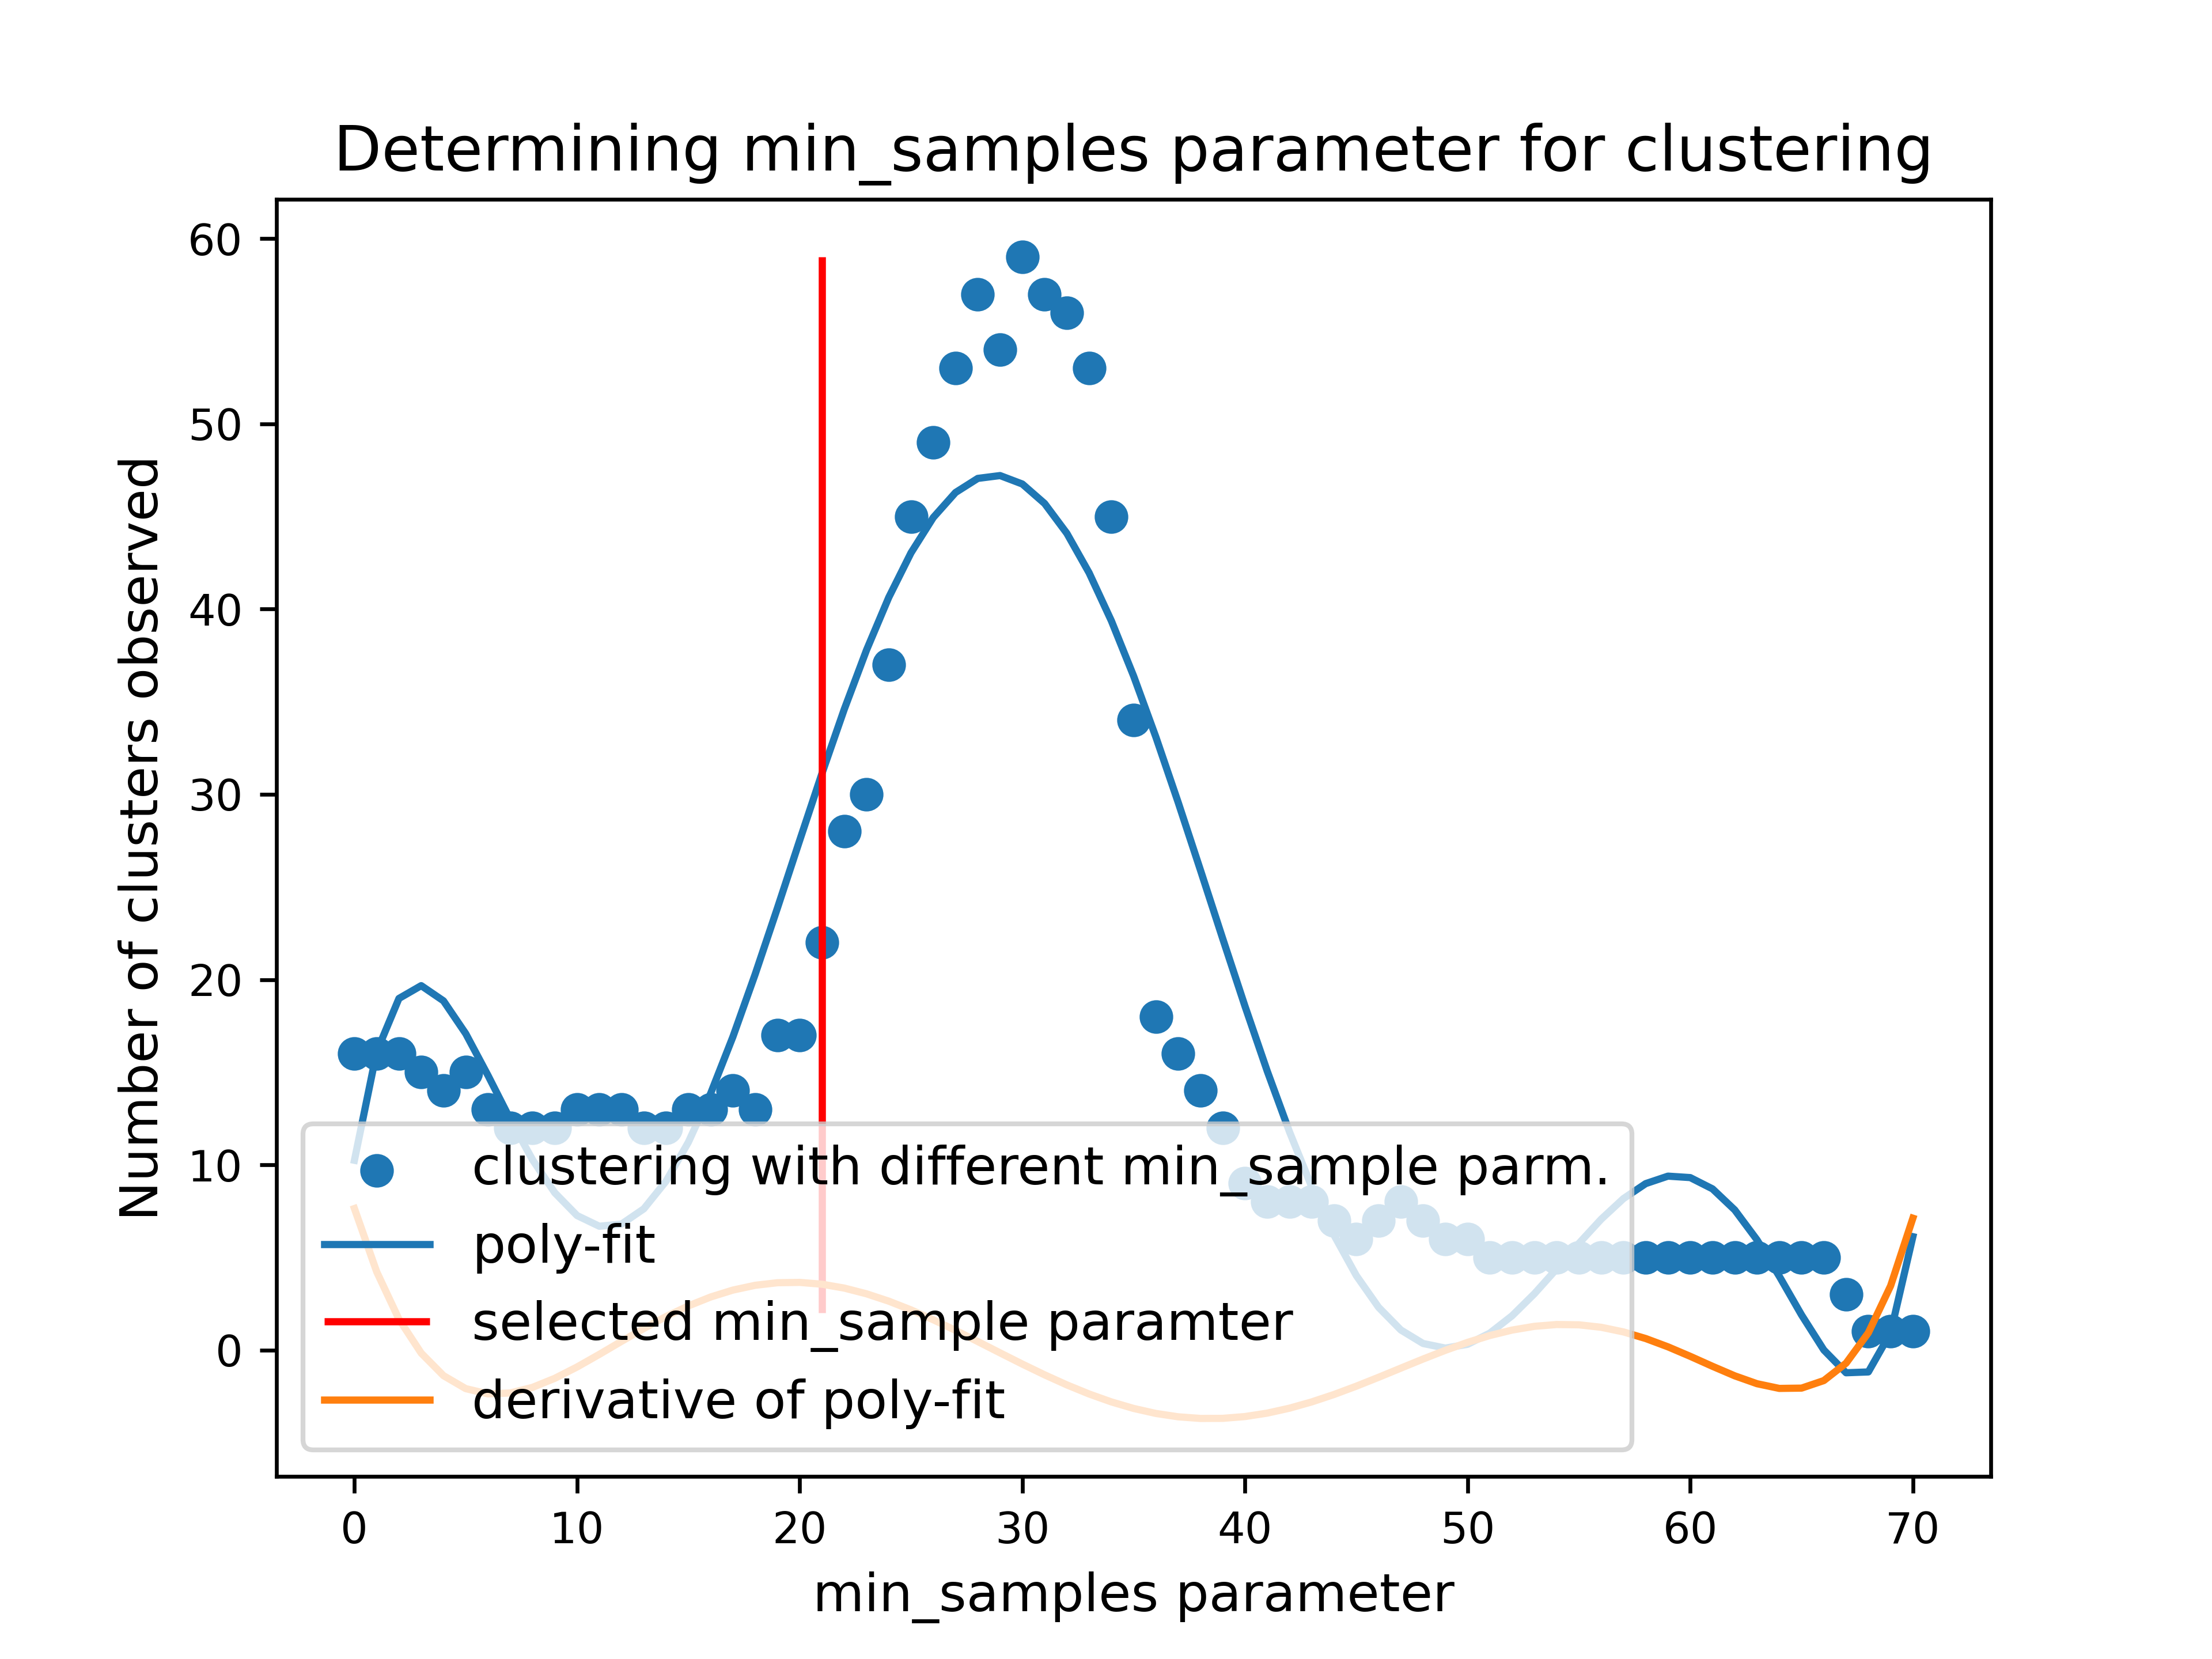 Determining min_samples parameter for clustering
Number of clusters observed
60
50
40
30
20
10
0
clustering with different min_sample parm.
poly-fit
selected min_sample paramter
derivative of poly-fit
0 10 20 30 40 50 60 70
min_samples parameter